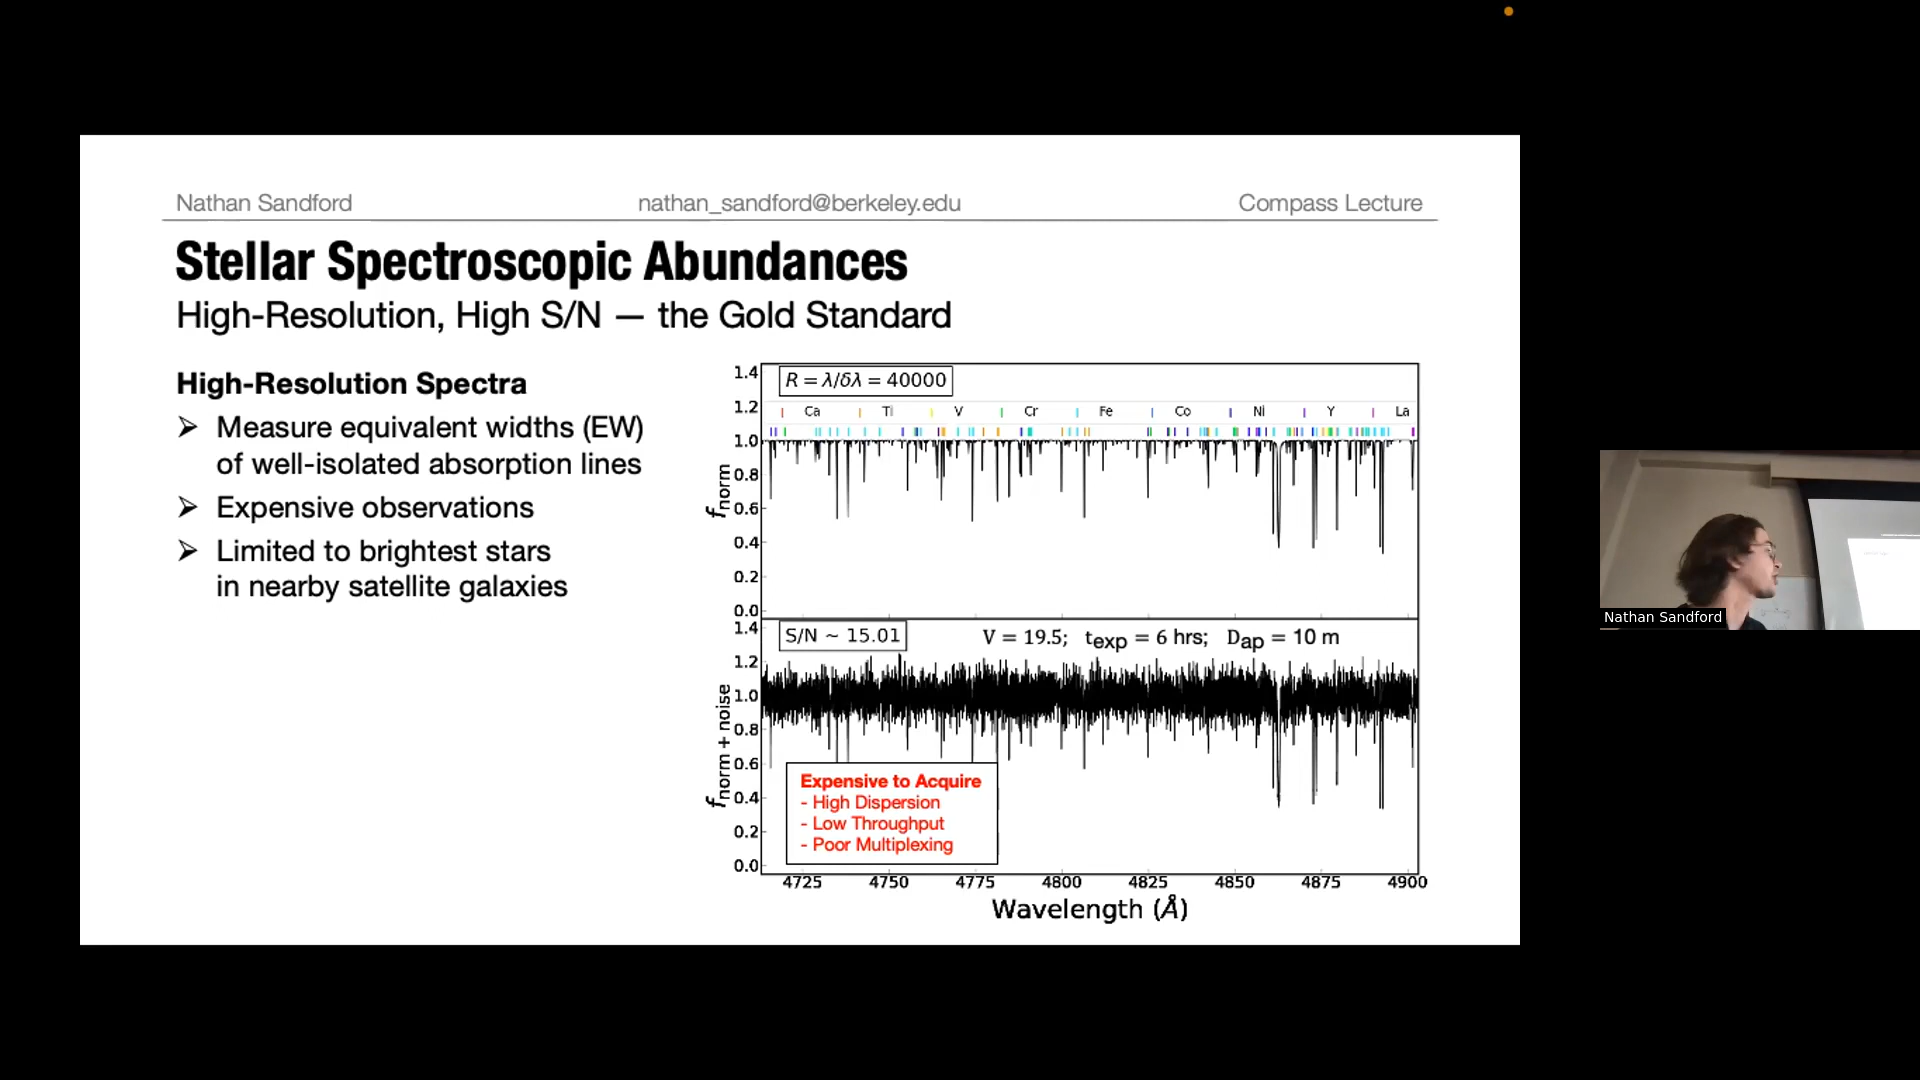 Nathan Sandford nathan_sandford@berkeley.edu Compass Lecture
Stellar Spectroscopic Abundances
High-Resolution, High S/N — the Gold Standard
High-Resolution Spectra
➢ Measure equivalent widths (EW)
of well-isolated absorption lines
➢ Expensive observations
➢ Limited to brightest stars
in nearby satellite galaxies
R = λ/δλ = 40000
Ca Ti V Cr Fe Co Ni Y La
1.4
1.2
1.0
0.8
0.6
0.4
0.2
0.0
fnorm
S/N ~ 15.01
V = 19.5; texp = 6 hrs; Dap = 10 m
1.4
1.2
1.0
0.8
0.6
0.4
0.2
0.0
fnorm + noise
Expensive to Acquire
- High Dispersion
- Low Throughput
- Poor Multiplexing
4725 4750 4775 4800 4825 4850 4875 4900
Wavelength (Å)
Nathan Sandford